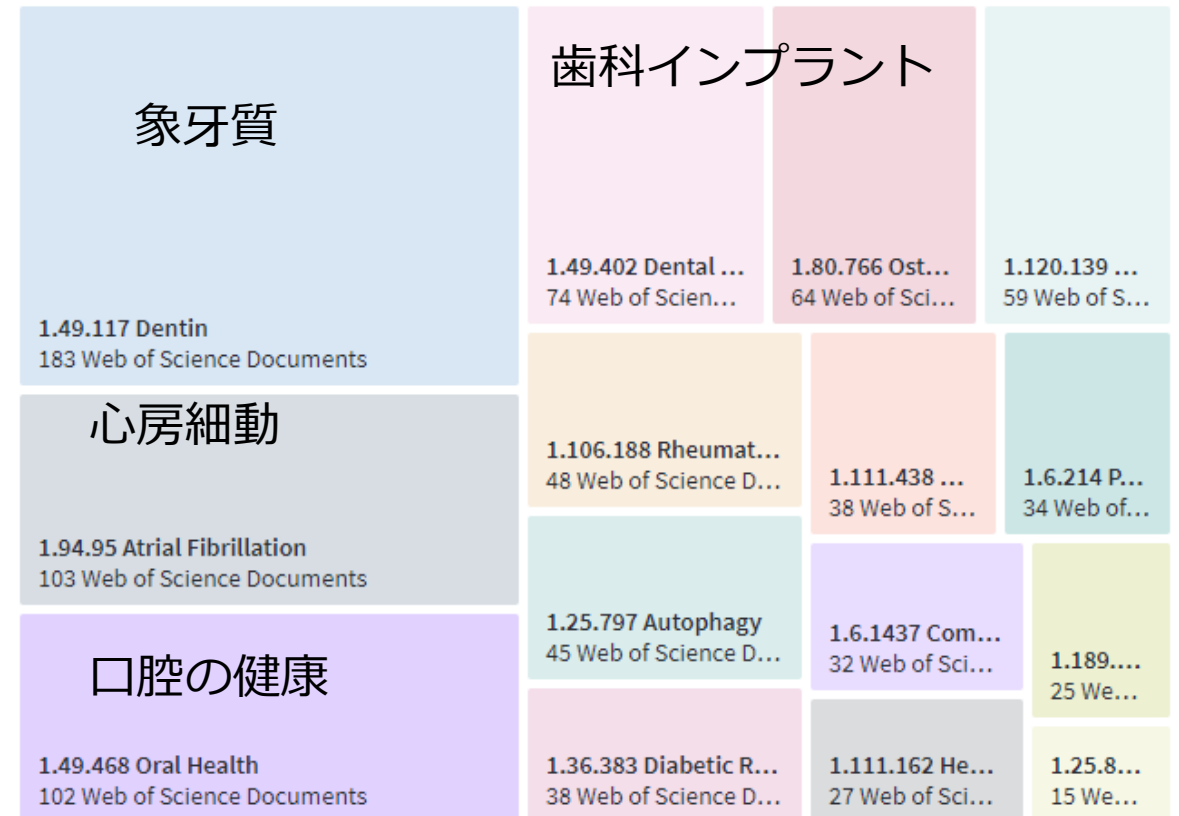 象牙質
1.49.117 Dentin
183 Web of Science Documents
心房細動
1.94.95 Atrial Fibrillation
103 Web of Science Documents
口腔の健康
1.49.468 Oral Health
102 Web of Science Documents
歯科インプラント
1.49.402 Dental ...
74 Web of Scien...
1.80.766 Ost...
64 Web of Sci...
1.120.139 ...
59 Web of S...
1.106.188 Rheumat...
48 Web of Science D...
1.111.438 ...
38 Web of S...
1.6.214 P...
34 Web of...
1.25.797 Autophagy
45 Web of Science D...
1.6.1437 Com...
32 Web of Sci...
1.189....
25 We...
1.36.383 Diabetic R...
38 Web of Science D...
1.111.162 He...
27 Web of Sci...
1.25.8...
15 We...